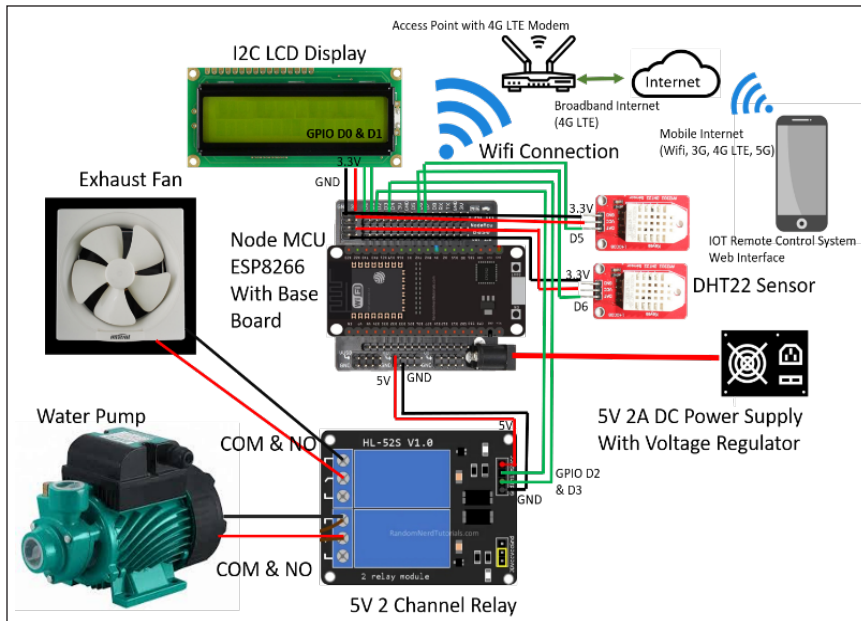 Access Point with 4G LTE Modem
I2C LCD Display
Internet
GPIO D0 & D1
Broadband Internet
(4G LTE)
Mobile Internet
(Wifi, 3G, 4G LTE, 5G)
3.3V
GND
Wifi Connection
Exhaust Fan
3.3V
D5
Node MCU
ESP8266
With Base
Board
IOT Remote Control System
Web Interface
3.3V
DHT22 Sensor
D6
WiFi
5V
GND
5V 2A DC Power Supply
With Voltage Regulator
Water Pump
COM & NO
HL-52S V1.0
5V
GPIO D2
& D3
GND
RandomNerdTutorials.com
COM & NO
2 relay module
5V 2 Channel Relay